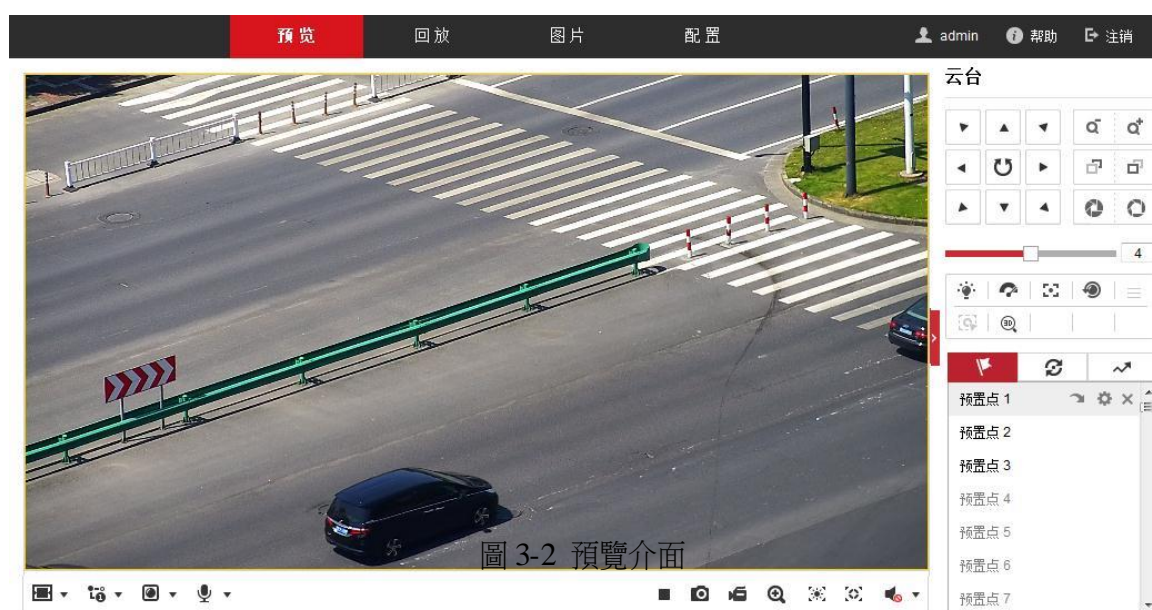 预览 回放 图片 配置 admin 帮助 注销
云台
4
3D
预置点 1
预置点 2
预置点 3
预置点 4
预置点 5
预置点 6
预置点 7
圖 3-2 預覽介面